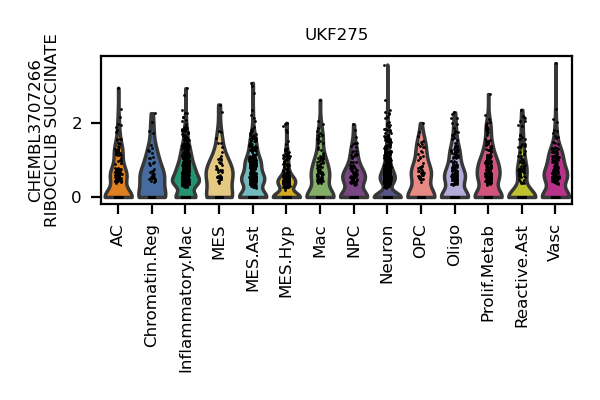 UKF275
CHEMBL3707266
RIBOCICLIB SUCCINATE
2
0
AC
Chromatin.Reg
Inflammatory.Mac
MES
MES.Ast
MES.Hyp
Mac
NPC
Neuron
OPC
Oligo
Prolif.Metab
Reactive.Ast
Vasc